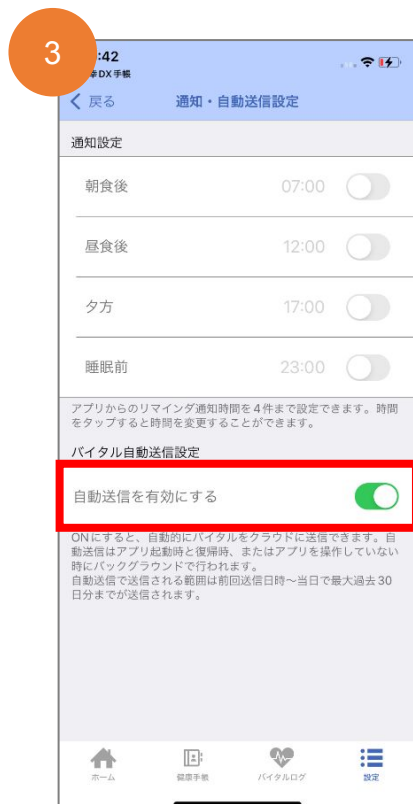 3
:42
DX手帳
戻る
通知・自動送信設定
通知設定
朝食後 07:00
昼食後 12:00
夕方 17:00
睡眠前 23:00
アプリからのリマインダ通知時間を4件まで設定できます。時間
をタップすると時間を変更することができます。
バイタル自動送信設定
自動送信を有効にする
ONにすると、自動的にバイタルをクラウドに送信できます。自
動送信はアプリ起動時と復帰時、またはアプリを操作していない
時にバックグラウンドで行われます。
自動送信で送信される範囲は前回送信日時～当日で最大過去30
日分までが送信されます。
ホーム 健康手帳 バイタルログ 設定